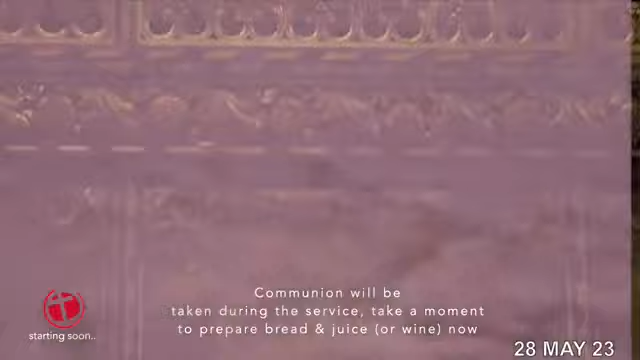 Communion will be
taken during the service, take a moment
to prepare bread & juice (or wine) now
starting soon..
28 MAY 23